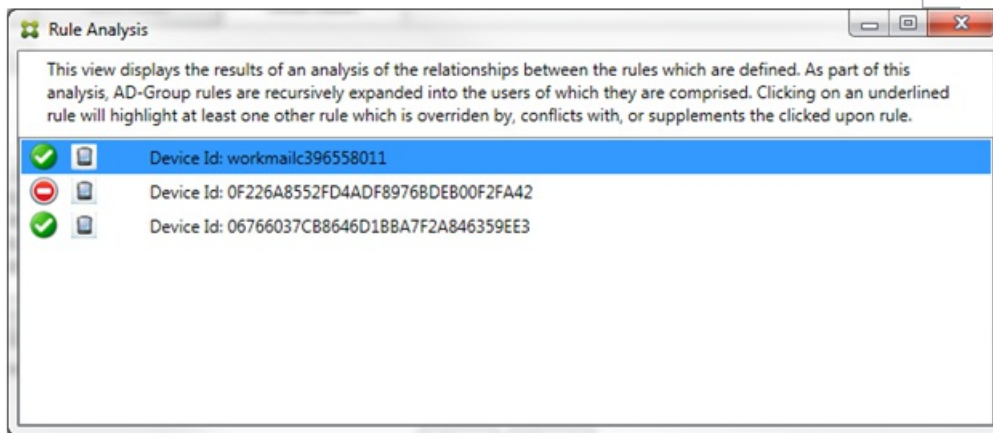 Rule Analysis
This view displays the results of an analysis of the relationships between the rules which are defined. As part of this
analysis, AD-Group rules are recursively expanded into the users of which they are comprised. Clicking on an underlined
rule will highlight at least one other rule which is overriden by, conflicts with, or supplements the clicked upon rule.
Device Id: workmailc396558011
Device Id: 0F226A8552FD4ADF8976BDEB00F2FA42
Device Id: 06766037CB8646D1BBA7F2A846359EE3